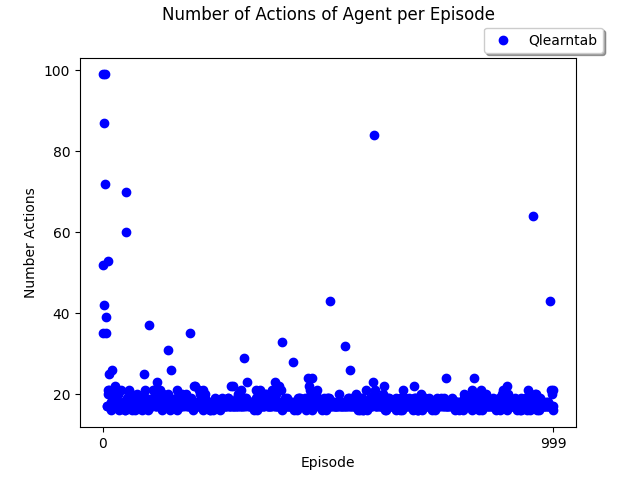 Number of Actions of Agent per Episode
Qlearntab
100
80
60
40
20
Number Actions
0
999
Episode